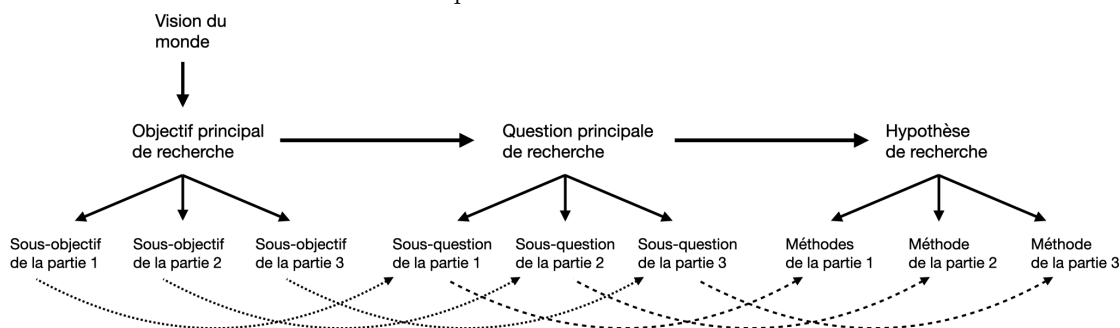 Vision du
monde
Objectif principal
de recherche
Question principale
de recherche
Hypothèse
de recherche
Sous-objectif
de la partie 1
Sous-objectif
de la partie 2
Sous-objectif
de la partie 3
Sous-question
de la partie 1
Sous-question
de la partie 2
Sous-question
de la partie 3
Méthodes
de la partie 1
Méthode
de la partie 2
Méthode
de la partie 3